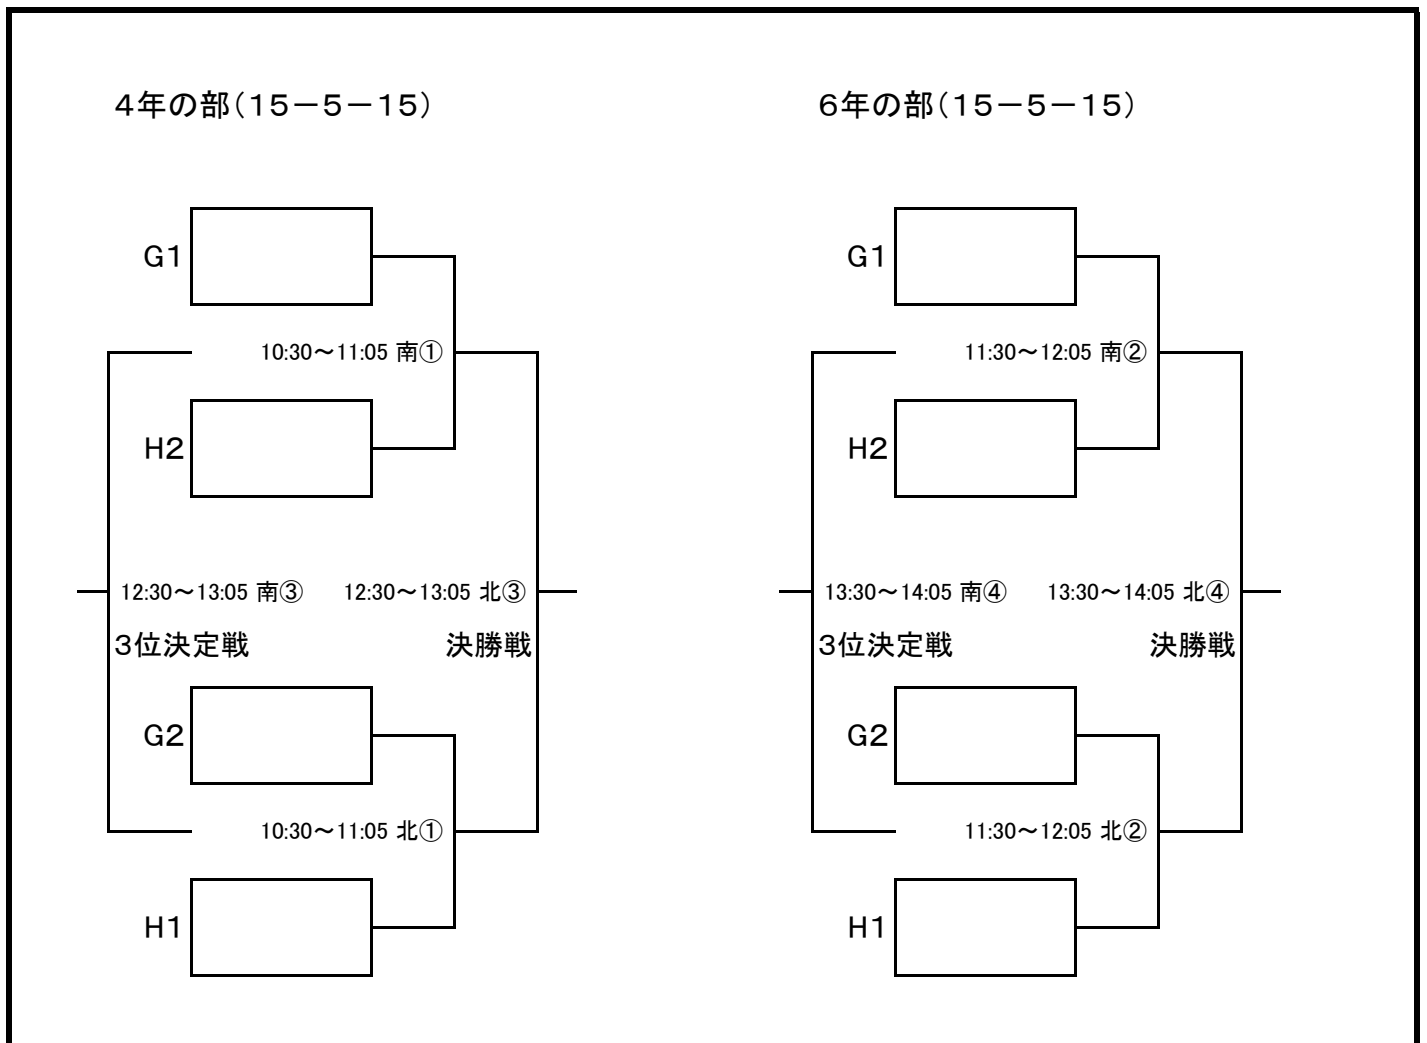 ４年の部（１５－５－１５）
G1
10:30～11:05 南①
H2
12:30～13:05 南③
12:30～13:05 北③
３位決定戦
決勝戦
G2
10:30～11:05 北①
H1
６年の部（１５－５－１５）
G1
11:30～12:05 南②
H2
13:30～14:05 南④
13:30～14:05 北④
３位決定戦
決勝戦
G2
11:30～12:05 北②
H1